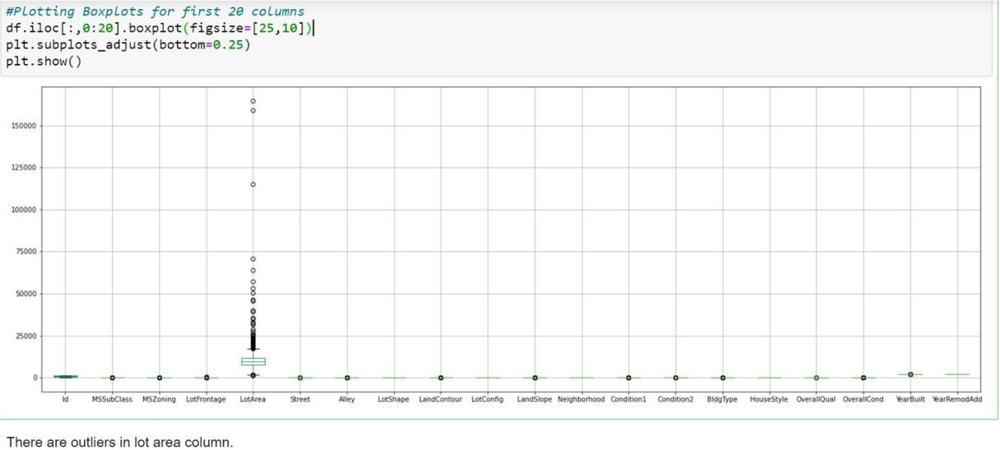 #Plotting Boxplots for first 20 columns
df.iloc[:,0:20].boxplot(figsize=[25,10])
plt.subplots_adjust(bottom=0.25)
plt.show()
150000
125000
100000
75000
50000
25000
0
Id MSSubClass MSZoning LotFrontage LotArea Street Alley LotShape LandContour LotConfig LandSlope Neighborhood Condition1 Condition2 BldgType HouseStyle OverallQual OverallCond YearBuilt YearRemodAdd
There are outliers in lot area column.